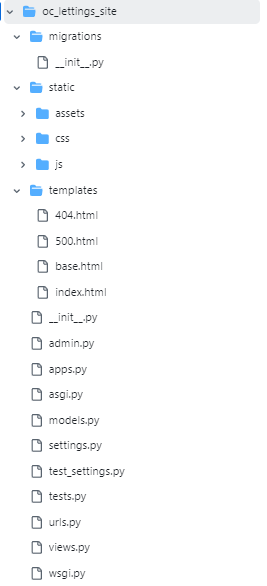 oc_lettings_site
migrations
__init__.py
static
assets
css
js
templates
404.html
500.html
base.html
index.html
__init__.py
admin.py
apps.py
asgi.py
models.py
settings.py
test_settings.py
tests.py
urls.py
views.py
wsgi.py